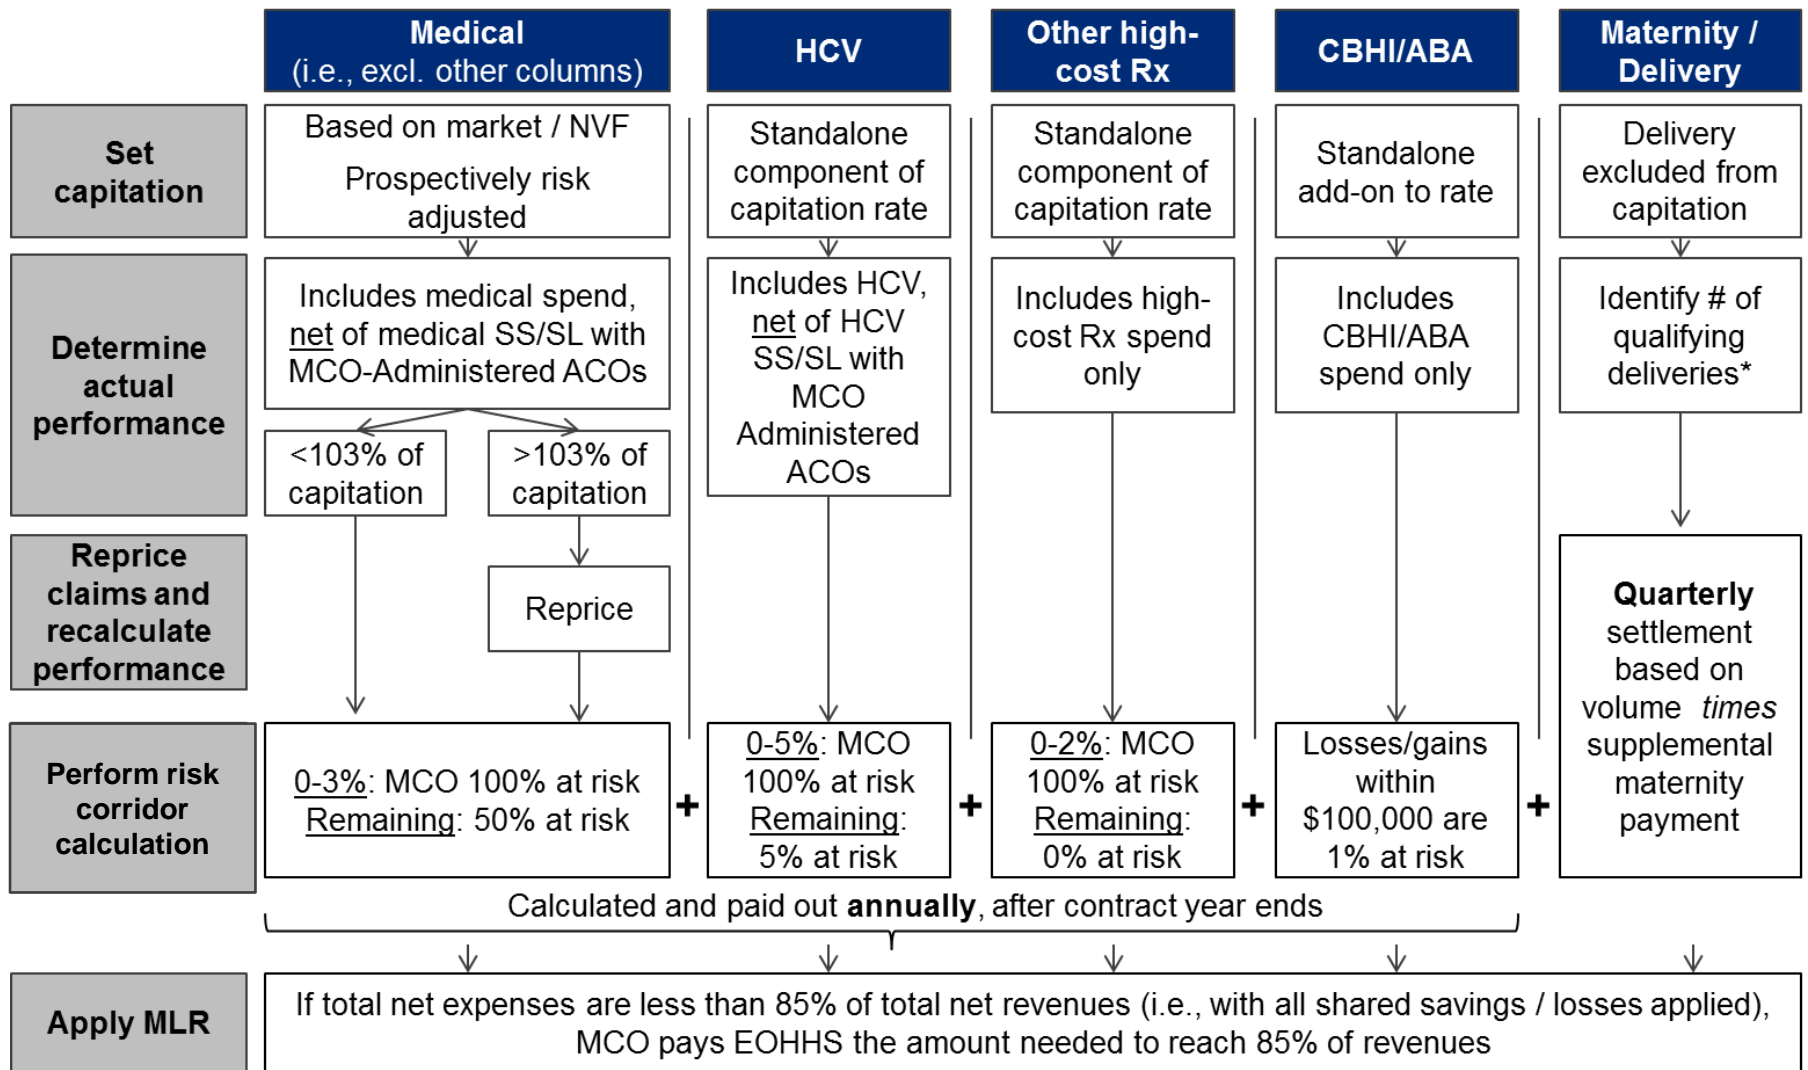 Medical
(i.e., excl. other columns)
HCV
Other high-
cost Rx
CBHI/ABA
Maternity /
Delivery
Set
capitation
Based on market / NVF
Prospectively risk
adjusted
Standalone
component of
capitation rate
Standalone
component of
capitation rate
Standalone
add-on to rate
Delivery
excluded from
capitation
Determine
actual
performance
Includes medical spend,
net of medical SS/SL with
MCO-Administered ACOs
<103% of
capitation
>103% of
capitation
Includes HCV,
net of HCV
SS/SL with
MCO
Administered
ACOs
Includes high-
cost Rx spend
only
Includes
CBHI/ABA
spend only
Identify # of
qualifying
deliveries*
Reprice
claims and
recalculate
performance
Reprice
Quarterly
settlement
based on
volume times
supplemental
maternity
payment
Perform risk
corridor
calculation
0-3%: MCO 100% at risk
Remaining: 50% at risk
+
0-5%: MCO
100% at risk
Remaining:
5% at risk
+
0-2%: MCO
100% at risk
Remaining:
0% at risk
+
Losses/gains
within
$100,000 are
1% at risk
+
Calculated and paid out annually, after contract year ends
Apply MLR
If total net expenses are less than 85% of total net revenues (i.e., with all shared savings / losses applied),
MCO pays EOHHS the amount needed to reach 85% of revenues